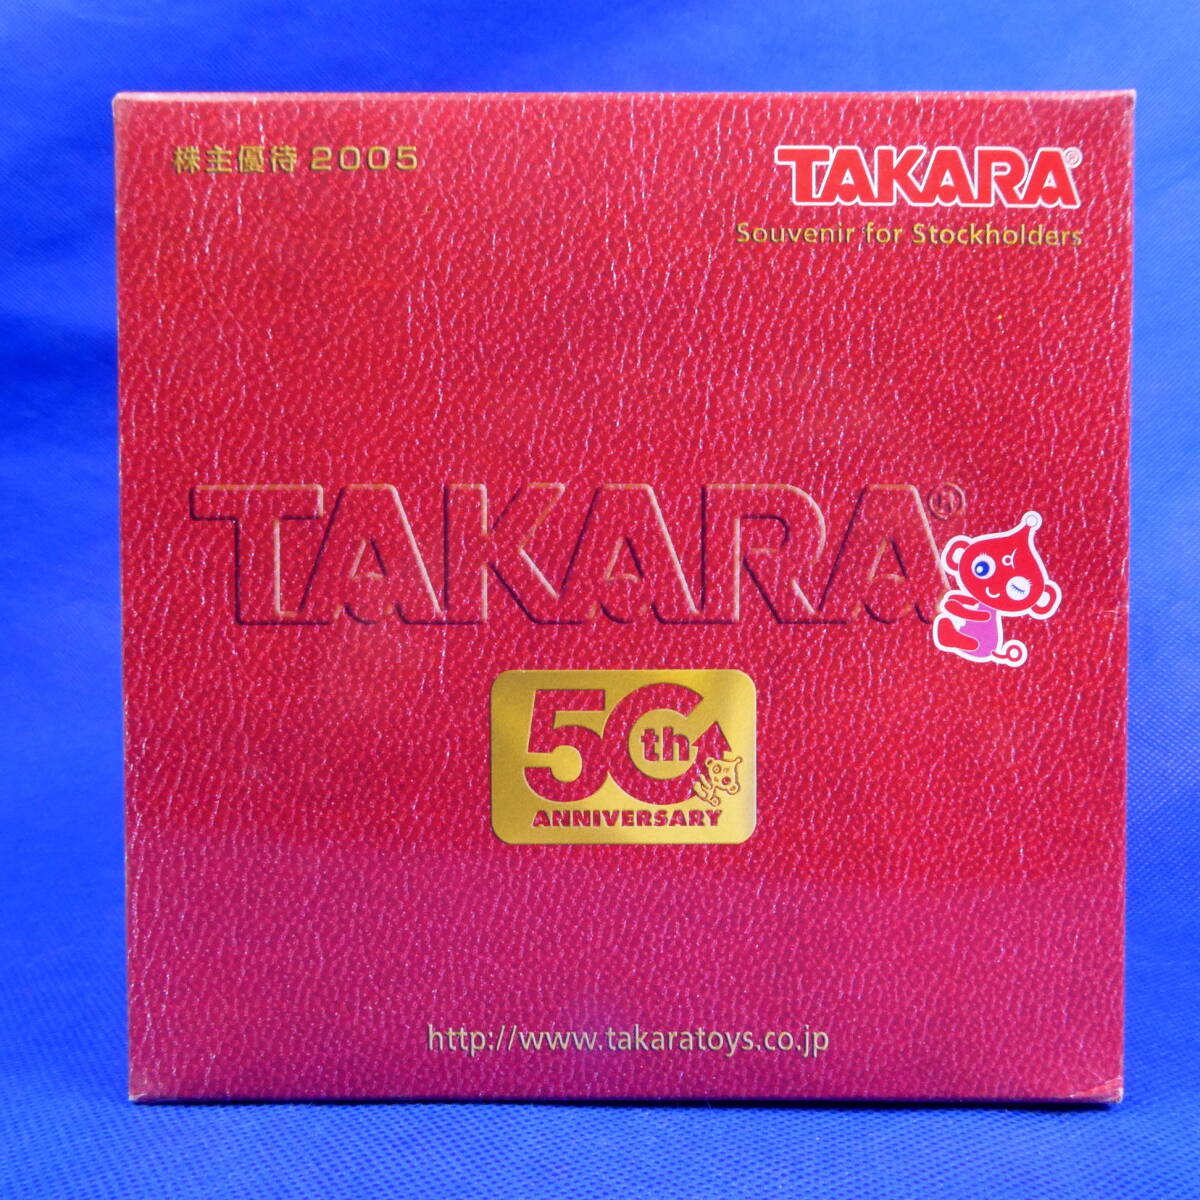 株主優待 2005
TAKARA®
Souvenir for Stockholders
TAKARA®
50th
ANNIVERSARY
http://www.takaratoys.co.jp